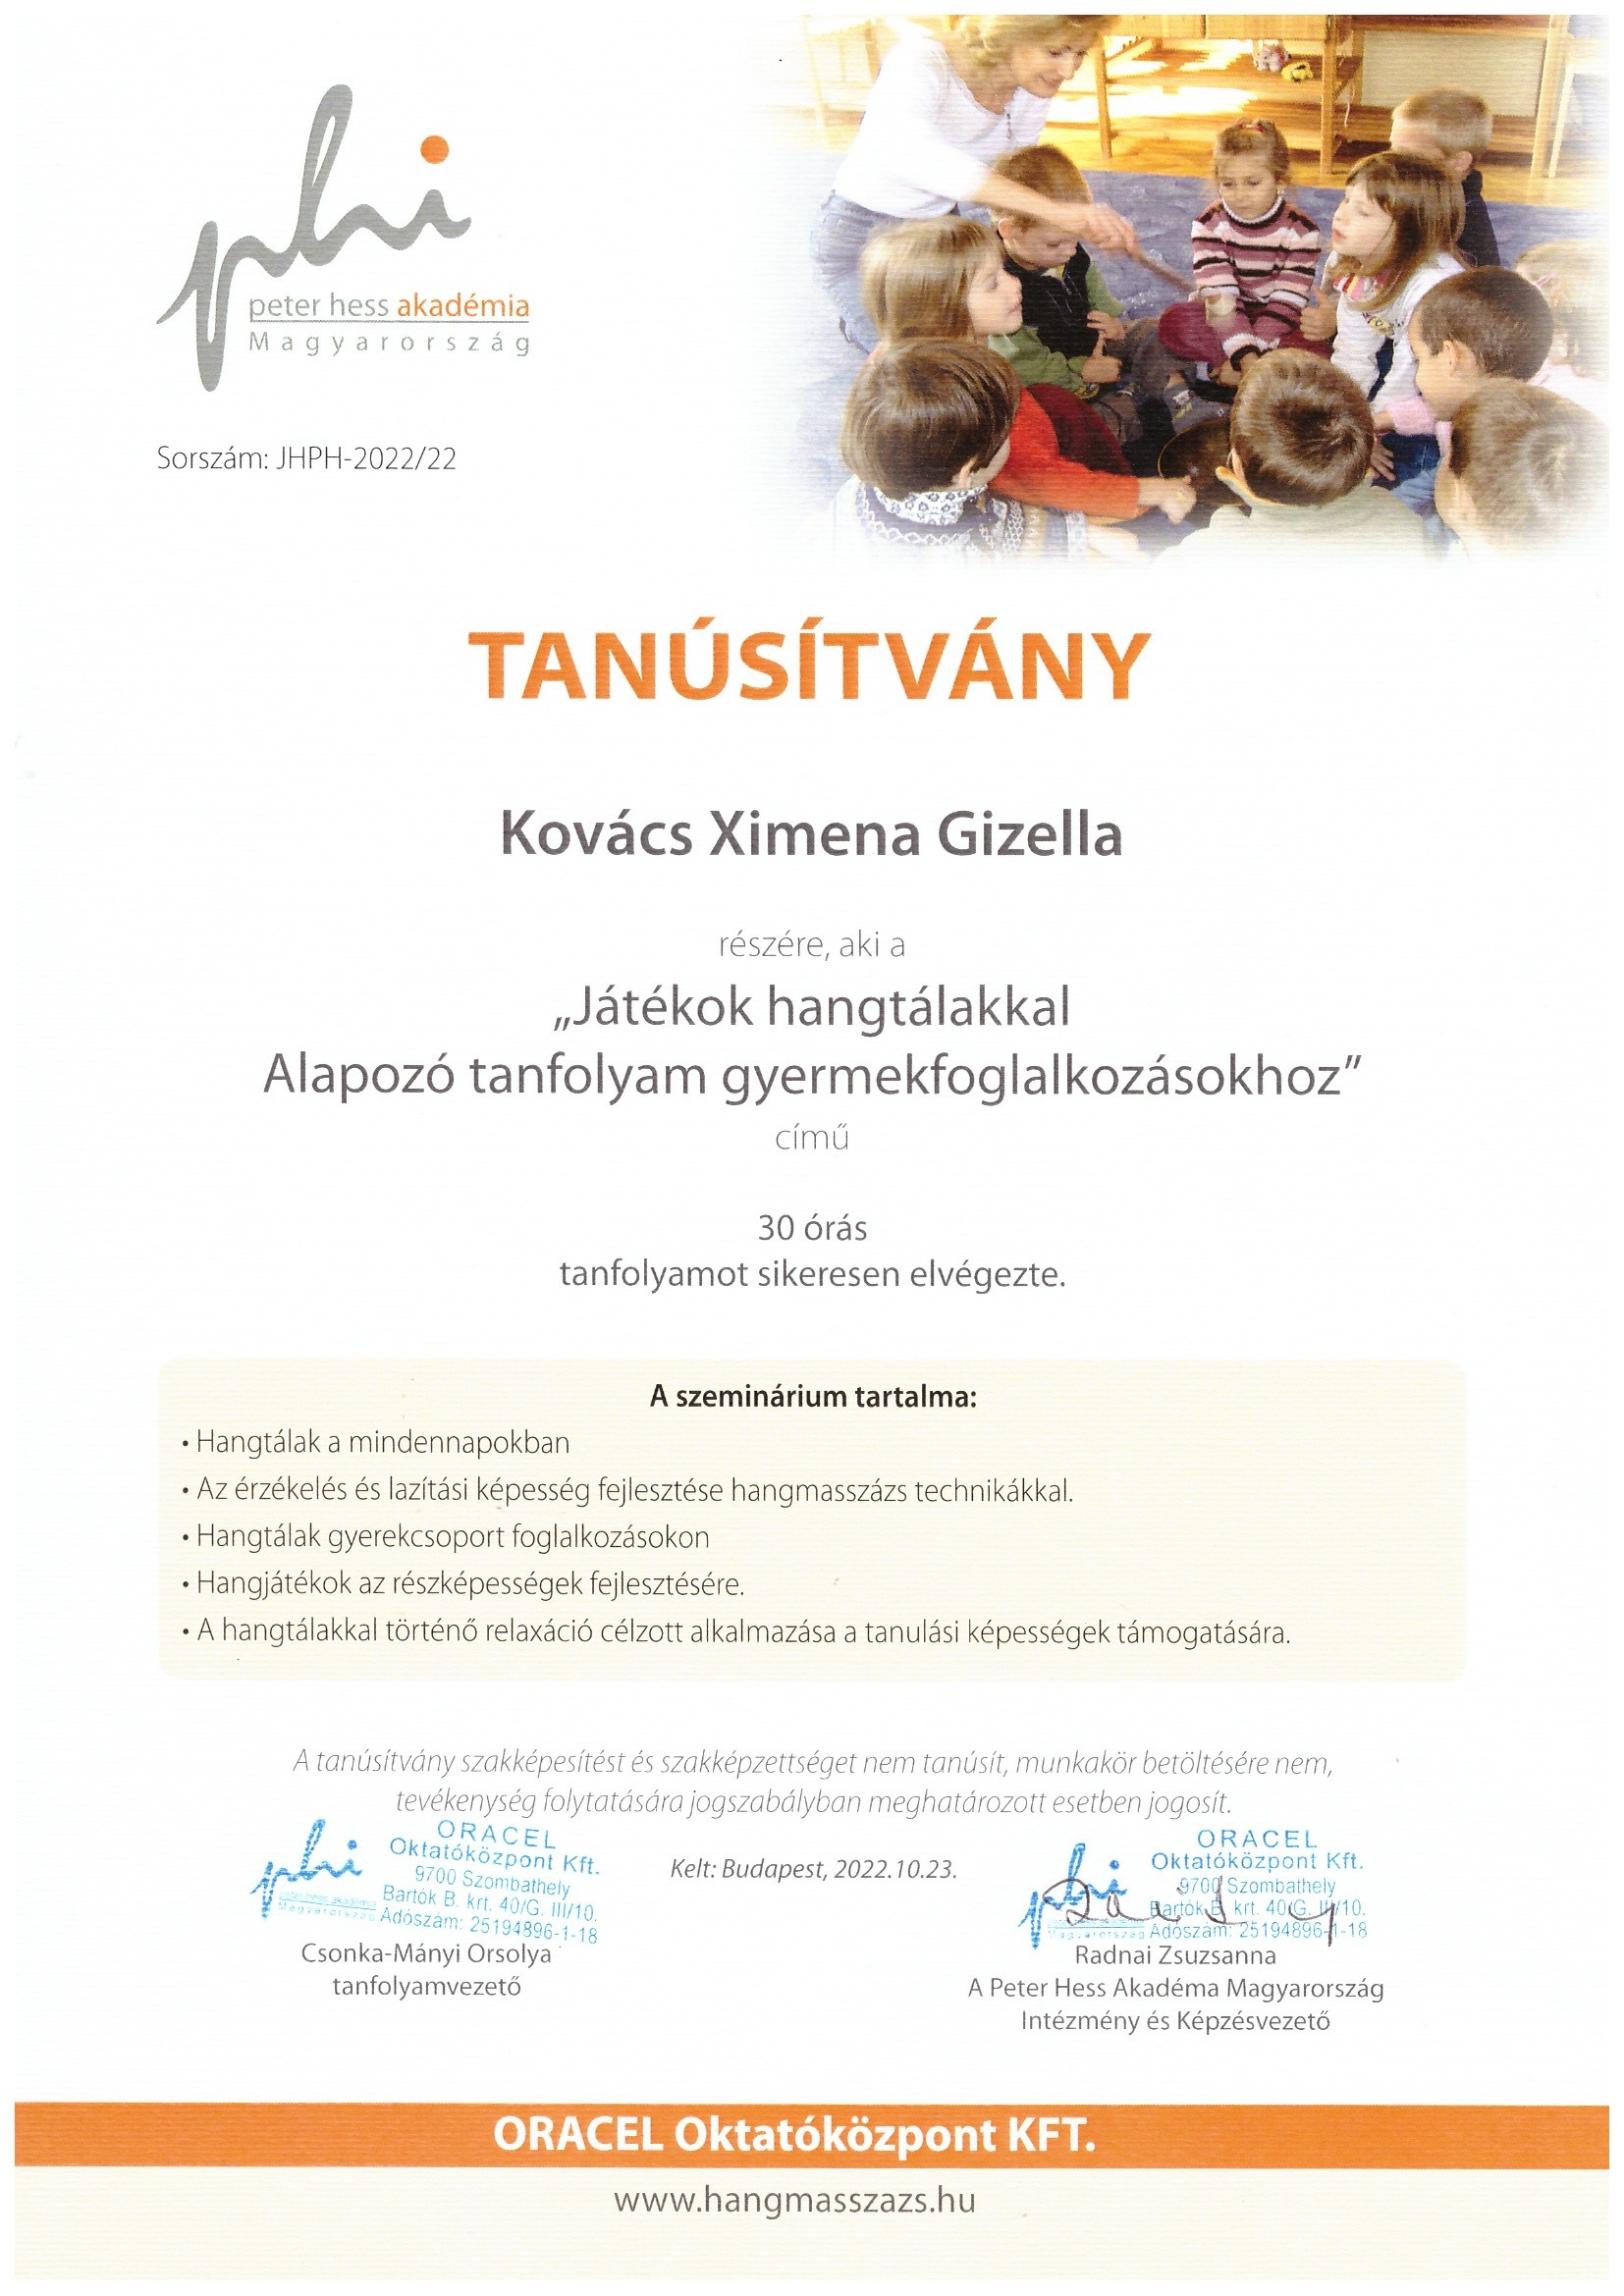 phi
peter hess akadémia
Magyarország
Sorszám: JHPH-2022/22
TANÚSÍTVÁNY
Kovács Ximena Gizella
részére, aki a
„Játékok hangtálakkal
Alapozó tanfolyam gyermekfoglalkozásokhoz”
című
30 órás
tanfolyamot sikeresen elvégezte.
A szeminárium tartalma:
• Hangtálak a mindennapokban
• Az érzékelés és lazítási képesség fejlesztése hangmasszázs technikákkal.
• Hangtálak gyerekcsoport foglalkozásokon
• Hangjátékok az részképességek fejlesztésére.
• A hangtálakkal történő relaxáció célzott alkalmazása a tanulási képességek támogatására.
A tanúsítvány szakképesítést és szakképzettséget nem tanúsít, munkakör betöltésére nem,
tevékenység folytatására jogszabályban meghatározott esetben jogosít.
phi
peter hess akadémia
Magyarország
ORACEL
Oktatóközpont Kft.
9700 Szombathely
Bartók B. krt. 40/G. III/10.
Adószám: 25194896-1-18
Csonka-Mányi Orsolya
tanfolyamvezető
Kelt: Budapest, 2022.10.23.
phi
Magyarország
ORACEL
Oktatóközpont Kft.
9700 Szombathely
Bartók B. krt. 40/G. III/10.
Adószám: 25194896-1-18
Radnai Zsuzsanna
A Peter Hess Akadéma Magyarország
Intézmény és Képzésvezető
ORACEL Oktatóközpont KFT.
www.hangmasszazs.hu